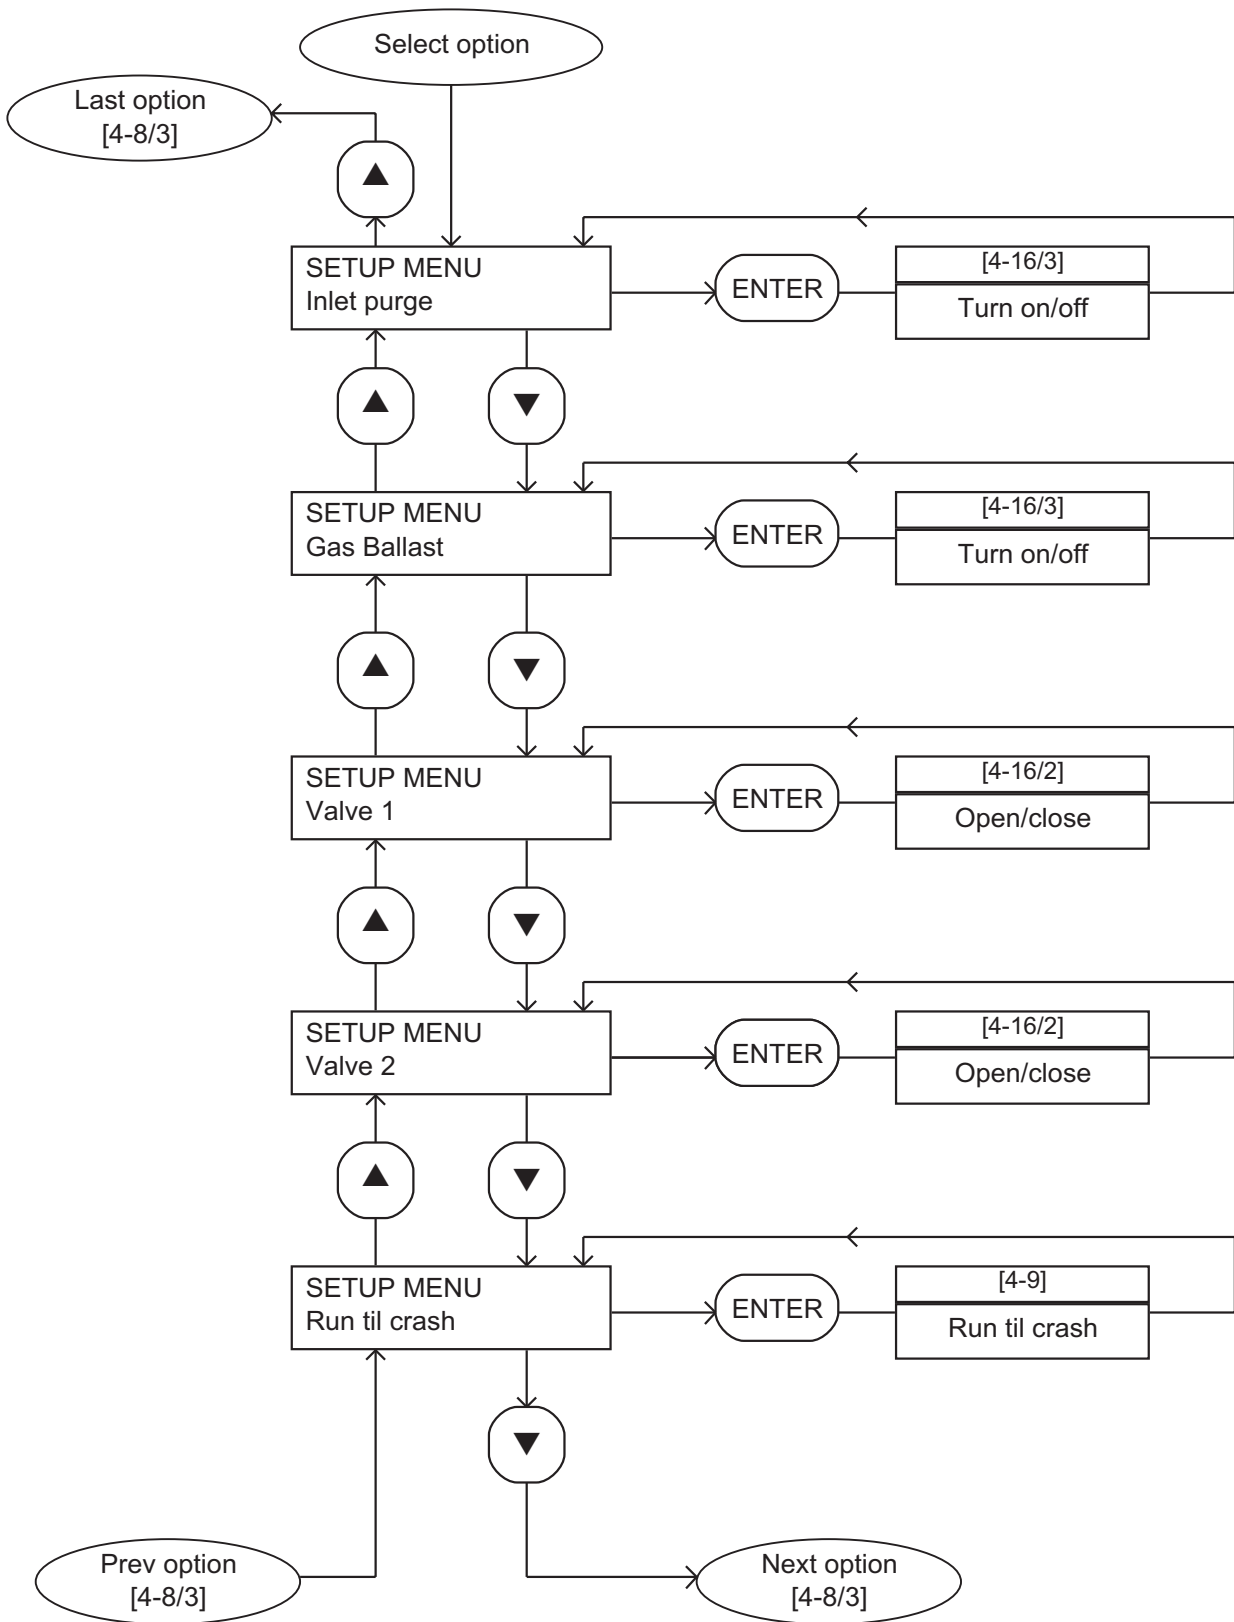 Select option
Last option
[4-8/3]
SETUP MENU
Inlet purge
ENTER
[4-16/3]
Turn on/off
SETUP MENU
Gas Ballast
ENTER
[4-16/3]
Turn on/off
SETUP MENU
Valve 1
ENTER
[4-16/2]
Open/close
SETUP MENU
Valve 2
ENTER
[4-16/2]
Open/close
SETUP MENU
Run til crash
ENTER
[4-9]
Run til crash
Prev option
[4-8/3]
Next option
[4-8/3]